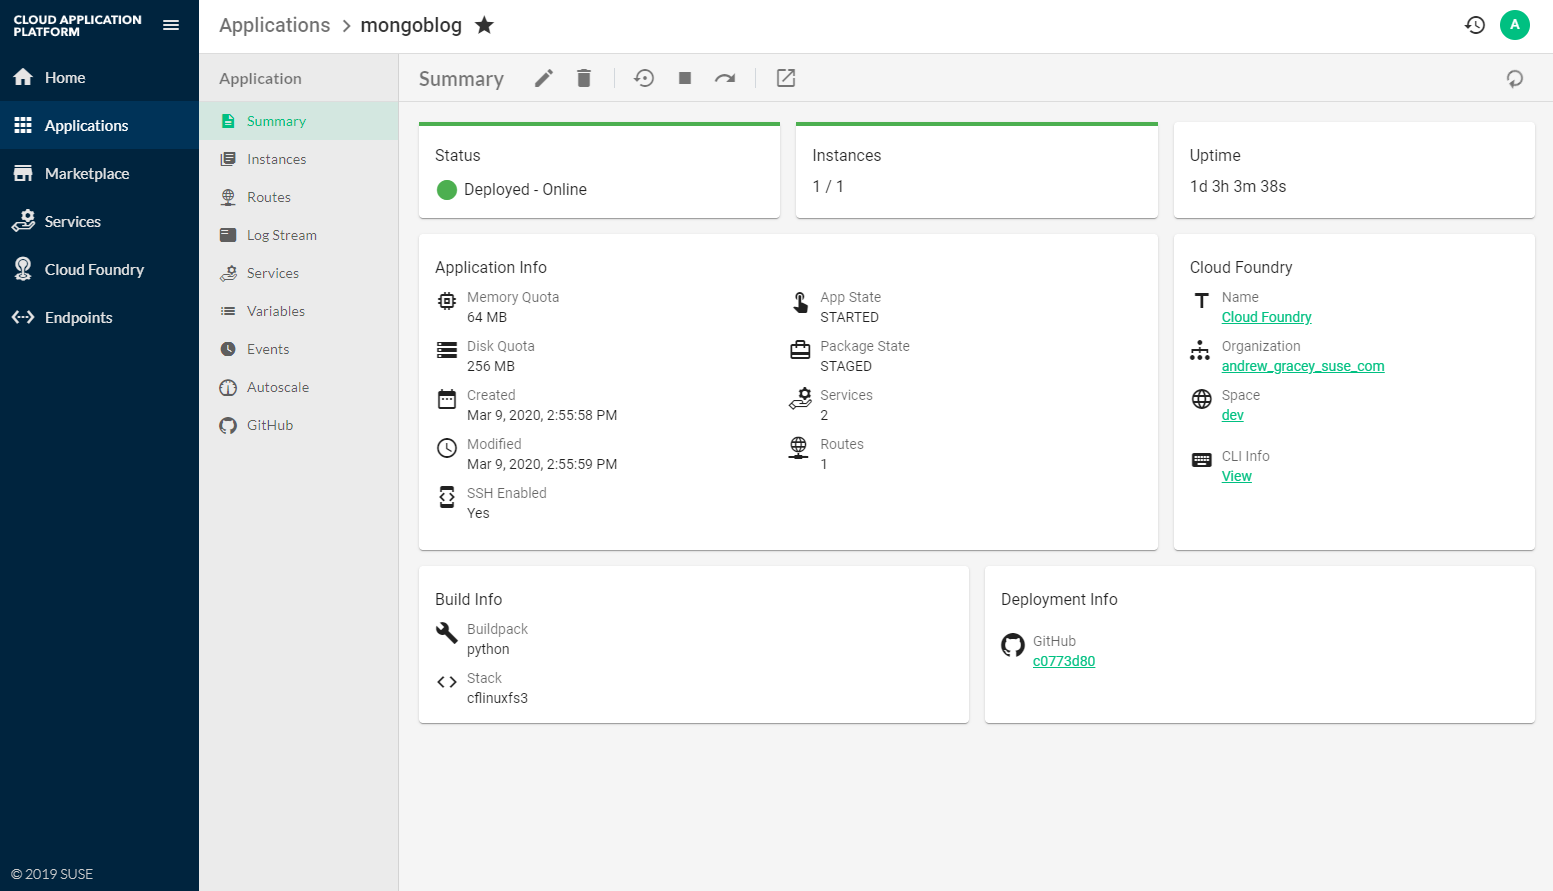 CLOUD APPLICATION
PLATFORM
Applications > mongoblog
A
Home
Applications
Marketplace
Services
Cloud Foundry
Endpoints
© 2019 SUSE
Application
Summary
Instances
Routes
Log Stream
Services
Variables
Events
Autoscale
GitHub
Summary
Status
Deployed - Online
Instances
1 / 1
Uptime
1d 3h 3m 38s
Application Info
Memory Quota
64 MB
Disk Quota
256 MB
Created
Mar 9, 2020, 2:55:58 PM
Modified
Mar 9, 2020, 2:55:59 PM
SSH Enabled
Yes
App State
STARTED
Package State
STAGED
Services
2
Routes
1
Cloud Foundry
Name
Cloud Foundry
Organization
andrew_gracey_suse_com
Space
dev
CLI Info
View
Build Info
Buildpack
python
Stack
cflinuxfs3
Deployment Info
GitHub
c0773d80